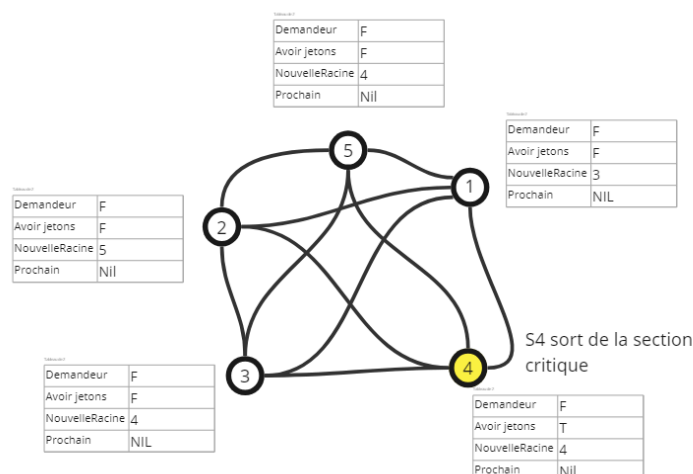 Demandeur F
Avoir jetons F
NouvelleRacine 4
Prochain Nil
Demandeur F
Avoir jetons F
NouvelleRacine 3
Prochain NIL
5
1
Demandeur F
Avoir jetons F
NouvelleRacine 5
Prochain Nil
2
S4 sort de la section
critique
3
4
Demandeur F
Avoir jetons F
NouvelleRacine 4
Prochain NIL
Demandeur F
Avoir jetons T
NouvelleRacine 4
Prochain Nil